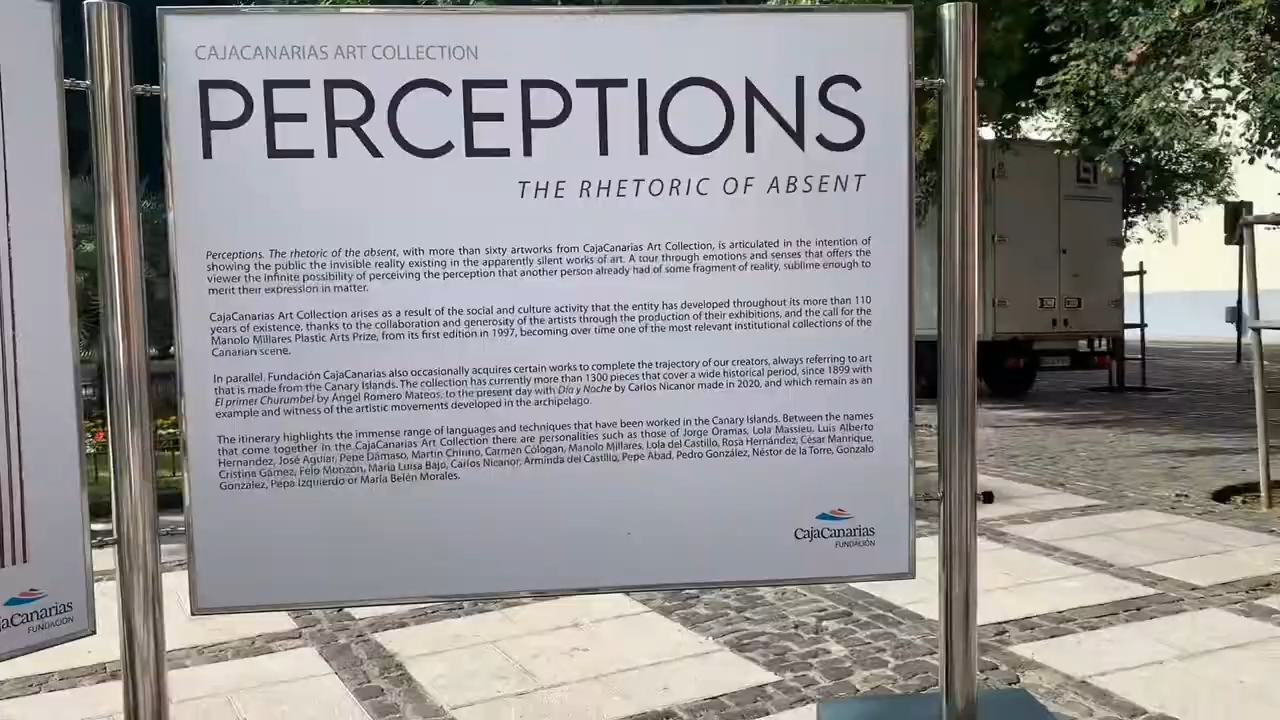 CAJACANARIAS ART COLLECTION
PERCEPTIONS
THE RHETORIC OF ABSENT
Perceptions. The rhetoric of the absent, with more than sixty artworks from CajaCanarias Art Collection, is articulated in the intention of
showing the public the invisible reality existing in the apparently silent works of art. A tour through emotions and senses that offers the
viewer the infinite possibility of perceiving the perception that another person already had of some fragment of reality, sublime enough to
merit their expression in matter.
CajaCanarias Art Collection arises as a result of the social and culture activity that the entity has developed throughout its more than 110
years of existence, thanks to the collaboration and generosity of the artists through the production of their exhibitions, and the call for the
Manolo Millares Plastic Arts Prize, from its first edition in 1997, becoming over time one of the most relevant institutional collections of the
Canarian scene.
In parallel, Fundación CajaCanarias also occasionally acquires certain works to complete the trajectory of our creators, always referring to art
that is made from the Canary Islands. The collection has currently more than 1300 pieces that cover a wide historical period, since 1899 with
El primer Churumbel by Ángel Romero Mateos, to the present day with Día y Noche by Carlos Nicanor made in 2020, and which remain as an
example and witness of the artistic movements developed in the archipelago.
The itinerary highlights the immense range of languages and techniques that have been worked in the Canary Islands. Between the names
that come together in the CajaCanarias Art Collection there are personalities such as those of Jorge Oramas, Lola Massieu, Luis Alberto
Hernandez, José Aguiar, Pepe Dámaso, Martín Chirino, Carmen Cólogan, Manolo Millares, Lola del Castillo, Rosa Hernández, César Manrique,
Cristina Gámez, Felo Monzón, María Luisa Bajo, Carlos Nicanor, Arminda del Castillo, Pepe Abad, Pedro González, Néstor de la Torre, Gonzalo
González, Pepa Izquierdo or María Belén Morales.
CajaCanarias
FUNDACIÓN
aCanarias
FUNDACIÓN